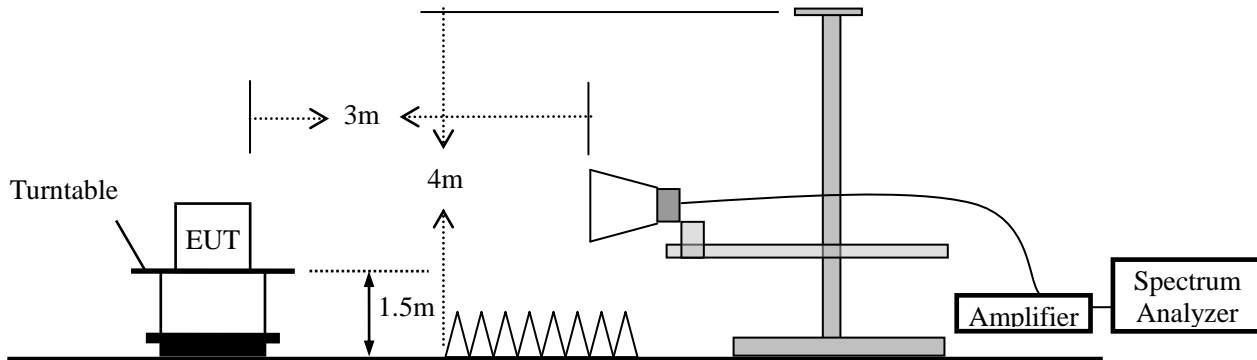 3m
4m
Turntable
EUT
1.5m
Amplifier
Spectrum
Analyzer